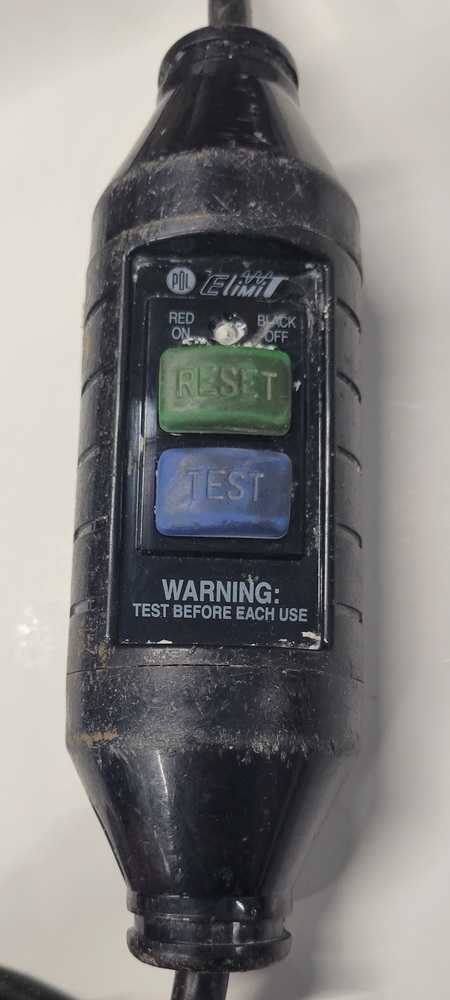 PDL ELIMIT
RED BLACK
ON OFF
RESET
TEST
WARNING:
TEST BEFORE EACH USE